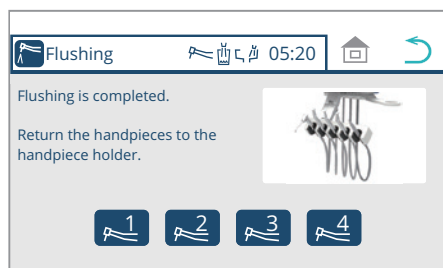 Flushing 05:20
Flushing is completed.
Return the handpieces to the
handpiece holder.
1 2 3 4